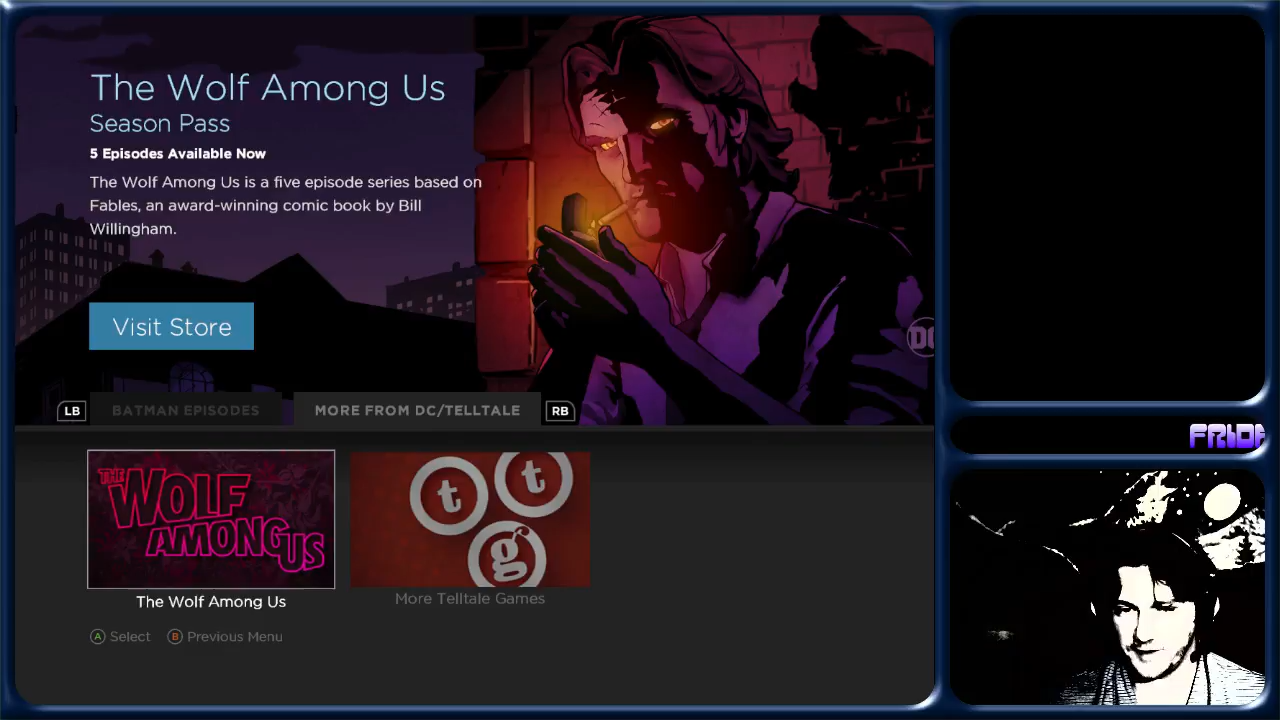 The Wolf Among Us
Season Pass
5 Episodes Available Now
The Wolf Among Us is a five episode series based on
Fables, an award-winning comic book by Bill
Willingham.
Visit Store
DC
LB
BATMAN EPISODES
MORE FROM DC/TELLTALE
RB
THE
WOLF
AMONG US
t t
g
The Wolf Among Us
More Telltale Games
A Select B Previous Menu